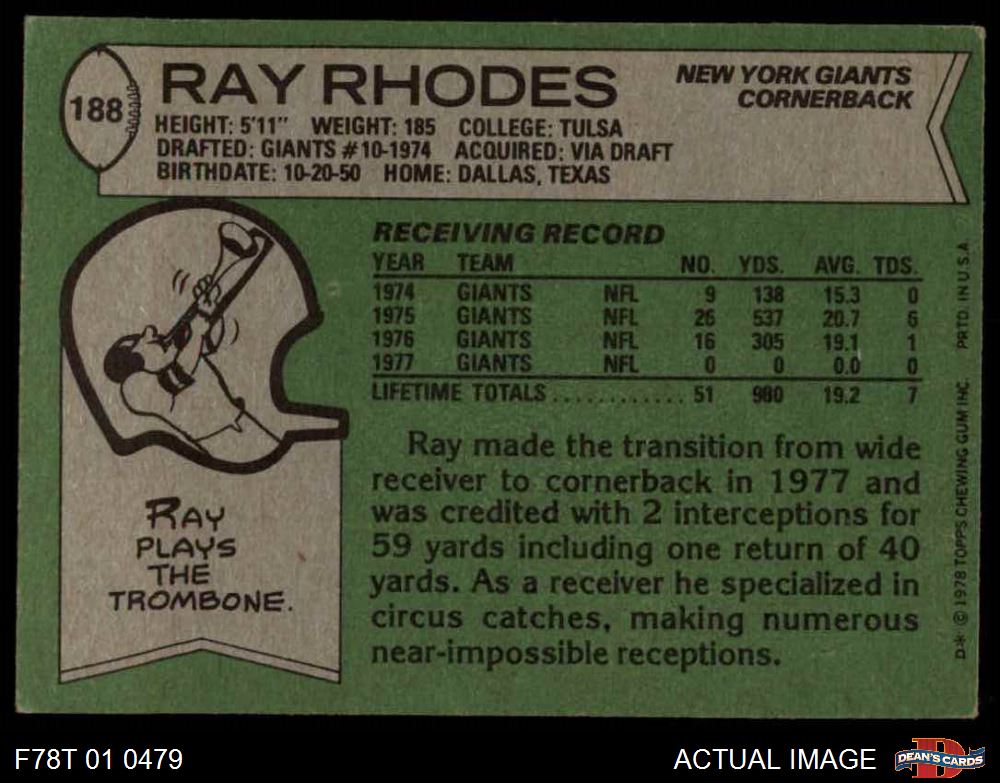 188
RAY RHODES
NEW YORK GIANTS
CORNERBACK
HEIGHT: 5'11" WEIGHT: 185 COLLEGE: TULSA
DRAFTED: GIANTS #10-1974 ACQUIRED: VIA DRAFT
BIRTHDATE: 10-20-50 HOME: DALLAS, TEXAS
RECEIVING RECORD
YEAR TEAM NO. YDS. AVG. TDS.
1974 GIANTS NFL 9 138 15.3 0
1975 GIANTS NFL 26 537 20.7 6
1976 GIANTS NFL 16 305 19.1 1
1977 GIANTS NFL 0 0 0.0 0
LIFETIME TOTALS............ 51 980 19.2 7
Ray made the transition from wide
receiver to cornerback in 1977 and
was credited with 2 interceptions for
59 yards including one return of 40
yards. As a receiver he specialized in
circus catches, making numerous
near-impossible receptions.
RAY
PLAYS
THE
TROMBONE.
D* © 1978 TOPPS CHEWING GUM INC. PRTD. IN U.S.A.
F78T 01 0479
ACTUAL IMAGE
DEAN'S CARDS